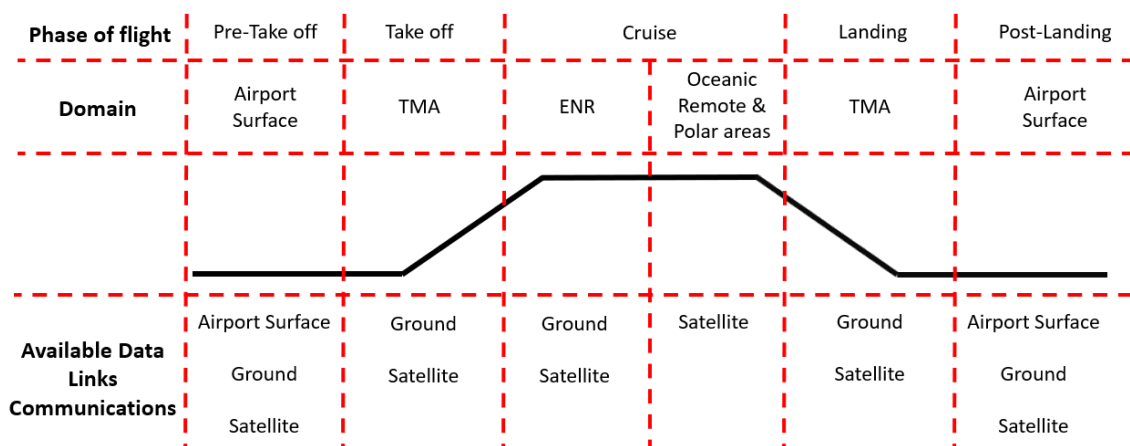 Phase of flight Pre-Take off Take off Cruise Landing Post-Landing
Domain
Airport
Surface
TMA
ENR
Oceanic
Remote &
Polar areas
TMA
Airport
Surface
Available Data
Links
Communications
Airport Surface
Ground
Satellite
Ground
Satellite
Ground
Satellite
Satellite
Ground
Satellite
Airport Surface
Ground
Satellite